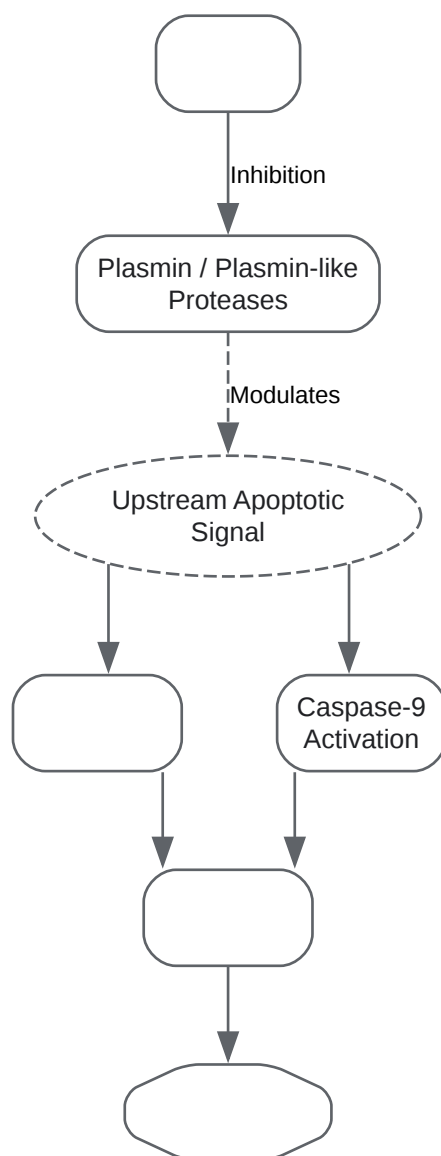 Inhibition
Plasmin / Plasmin-like
Proteases
Modulates
Upstream Apoptotic
Signal
Caspase-9
Activation